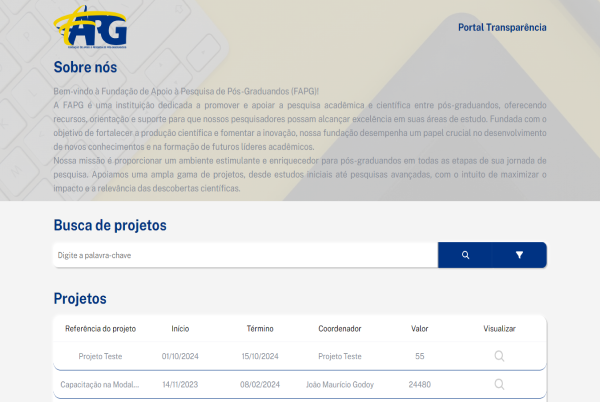 FAPG
Portal Transparência
Sobre nós
Bem-vindo à Fundação de Apoio à Pesquisa de Pós-Graduandos (FAPG)!
A FAPG é uma instituição dedicada a promover e apoiar a pesquisa acadêmica e científica entre pós-graduandos, oferecendo
recursos, orientação e suporte para que nossos pesquisadores possam alcançar excelência em suas áreas de estudo. Fundada com o
objetivo de fortalecer a produção científica e fomentar a inovação, nossa fundação desempenha um papel crucial no desenvolvimento
de novos conhecimentos e na formação de futuros líderes acadêmicos.
Nossa missão é proporcionar um ambiente estimulante e enriquecedor para pós-graduandos em todas as etapas de sua jornada de
pesquisa. Apoiamos uma ampla gama de projetos, desde estudos iniciais até pesquisas avançadas, com o intuito de maximizar o
impacto e a relevância das descobertas científicas.
Busca de projetos
Digite a palavra-chave
Projetos
Referência do projeto Início Término Coordenador Valor Visualizar
Projeto Teste 01/10/2024 15/10/2024 Projeto Teste 55
Capacitação na Modal... 14/11/2023 08/02/2024 João Maurício Godoy 24480